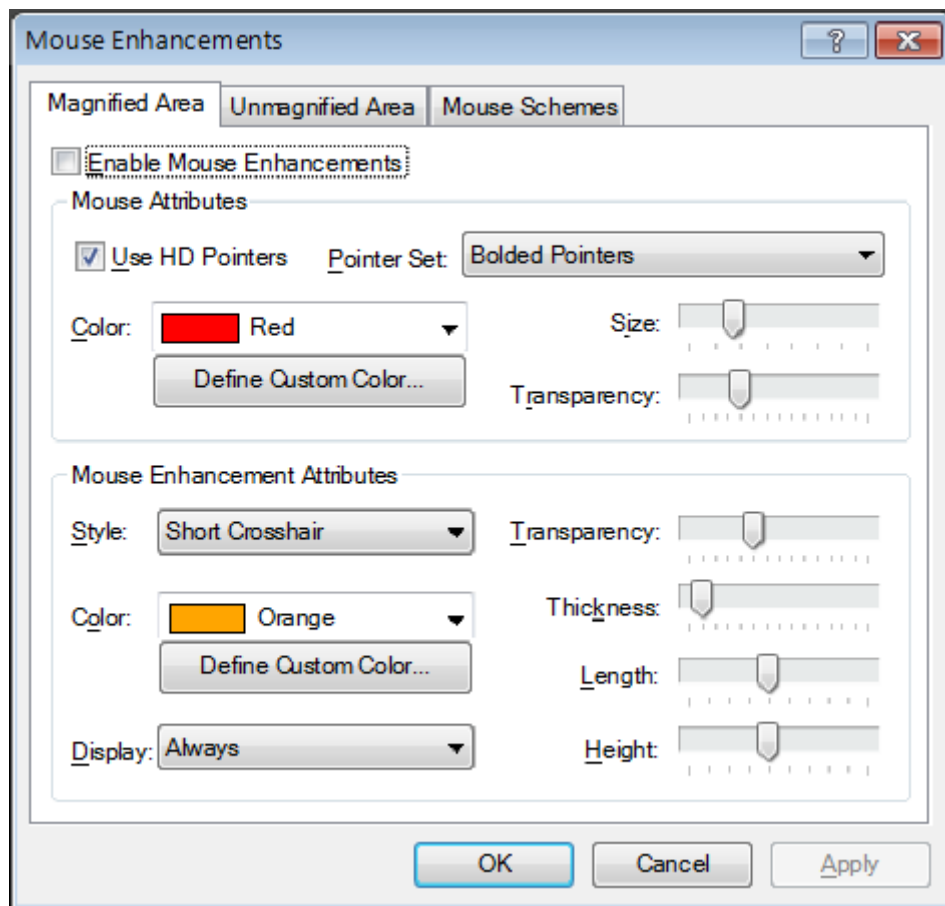 Mouse Enhancements
Magnified Area Unmagnified Area Mouse Schemes
Enable Mouse Enhancements
Mouse Attributes
Use HD Pointers Pointer Set: Bolded Pointers
Color: Red Size:
Define Custom Color...
Transparency:
Mouse Enhancement Attributes
Style: Short Crosshair Transparency:
Color: Orange Thickness:
Define Custom Color... Length:
Display: Always Height:
OK Cancel Apply